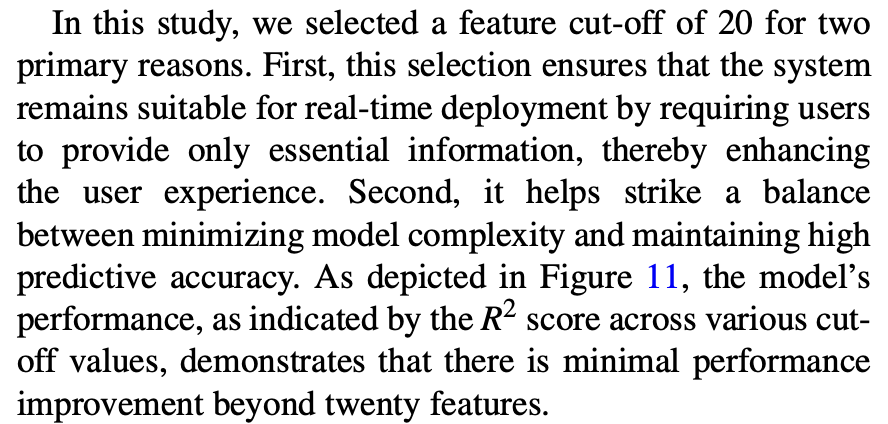 In this study, we selected a feature cut-off of 20 for two
primary reasons. First, this selection ensures that the system
remains suitable for real-time deployment by requiring users
to provide only essential information, thereby enhancing
the user experience. Second, it helps strike a balance
between minimizing model complexity and maintaining high
predictive accuracy. As depicted in Figure 11, the model's
performance, as indicated by the R² score across various cut-
off values, demonstrates that there is minimal performance
improvement beyond twenty features.